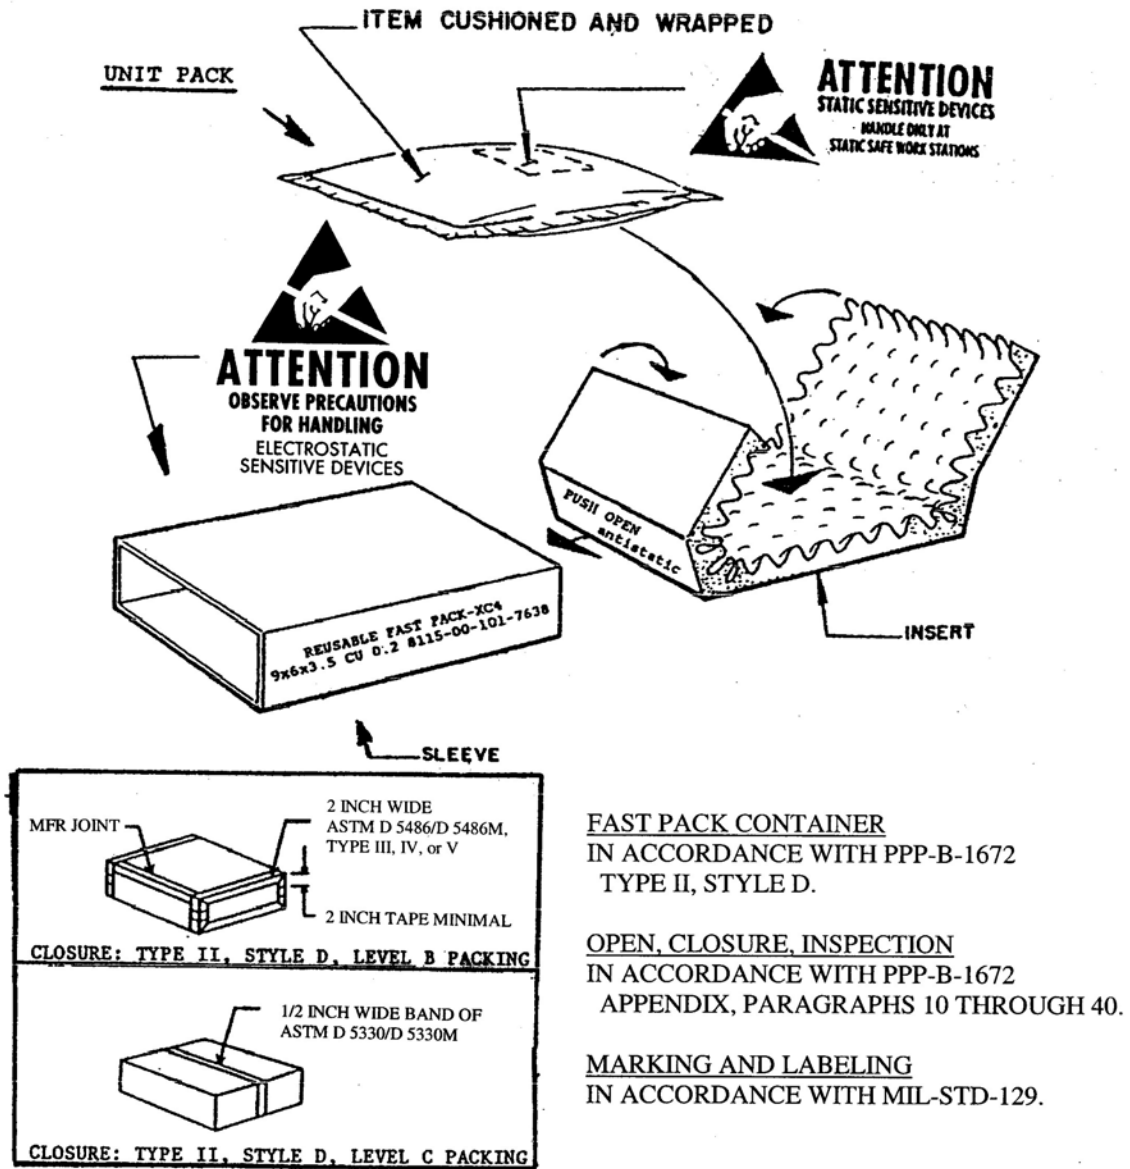 ITEM CUSHIONED AND WRAPPED
UNIT PACK
ATTENTION
STATIC SENSITIVE DEVICES
HANDLE ONLY AT
STATIC SAFE WORK STATIONS
ATTENTION
OBSERVE PRECAUTIONS
FOR HANDLING
ELECTROSTATIC
SENSITIVE DEVICES
PUSH OPEN
antistatic
REUSABLE FAST PACK-XC4
9x6x3.5 CU 0.2 8115-00-101-7638
INSERT
SLEEVE
MFR JOINT
2 INCH WIDE
ASTM D 5486/D 5486M,
TYPE III, IV, or V
2 INCH TAPE MINIMAL
CLOSURE: TYPE II, STYLE D, LEVEL B PACKING
1/2 INCH WIDE BAND OF
ASTM D 5330/D 5330M
CLOSURE: TYPE II, STYLE D, LEVEL C PACKING
FAST PACK CONTAINER
IN ACCORDANCE WITH PPP-B-1672
TYPE II, STYLE D.
OPEN, CLOSURE, INSPECTION
IN ACCORDANCE WITH PPP-B-1672
APPENDIX, PARAGRAPHS 10 THROUGH 40.
MARKING AND LABELING
IN ACCORDANCE WITH MIL-STD-129.